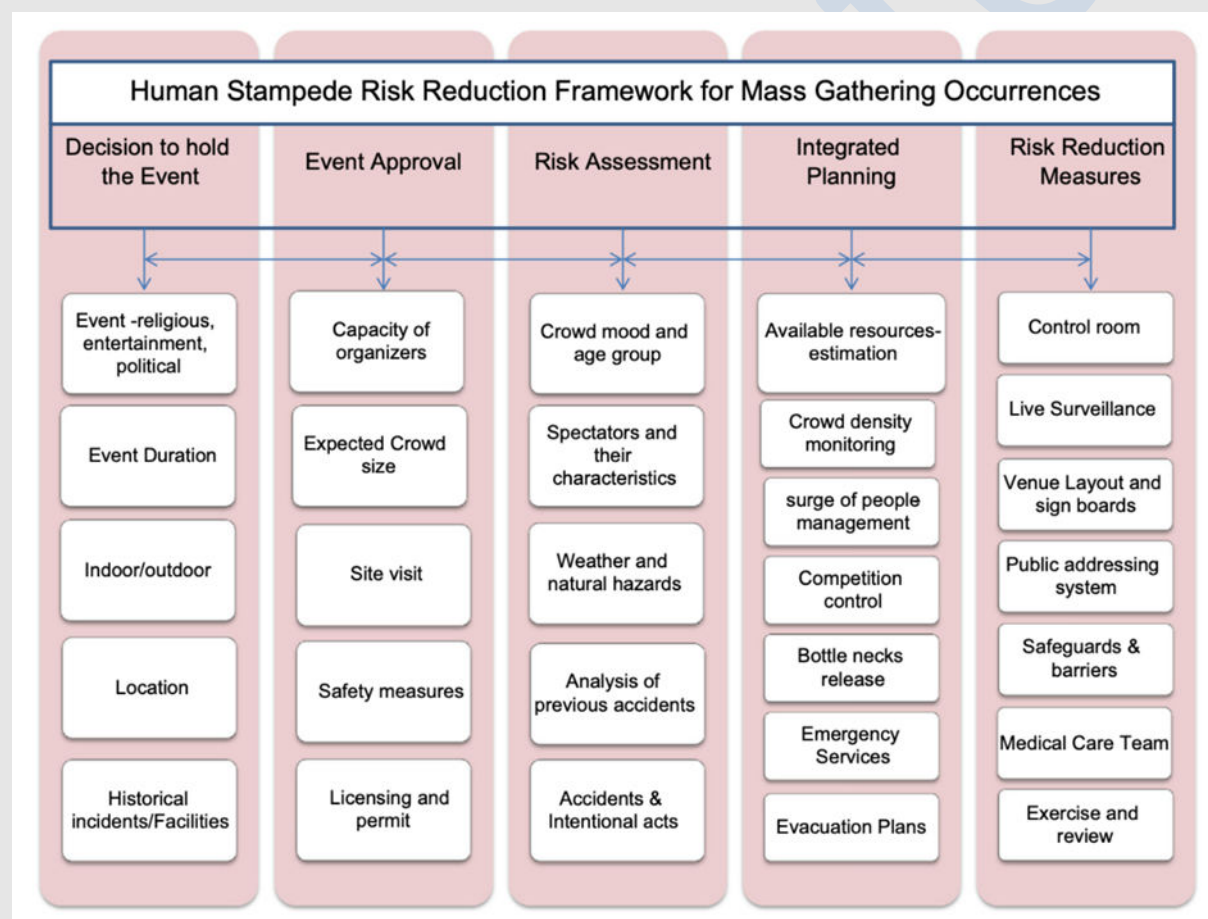 Human Stampede Risk Reduction Framework for Mass Gathering Occurrences
Decision to hold
the Event
Event -religious,
entertainment,
political
Event Duration
Indoor/outdoor
Location
Historical
incidents/Facilities
Event Approval
Capacity of
organizers
Expected Crowd
size
Site visit
Safety measures
Licensing and
permit
Risk Assessment
Crowd mood and
age group
Spectators and
their
characteristics
Weather and
natural hazards
Analysis of
previous accidents
Accidents &
Intentional acts
Integrated
Planning
Available resources-
estimation
Crowd density
monitoring
surge of people
management
Competition
control
Bottle necks
release
Emergency
Services
Evacuation Plans
Risk Reduction
Measures
Control room
Live Surveillance
Venue Layout and
sign boards
Public addressing
system
Safeguards &
barriers
Medical Care Team
Exercise and
review